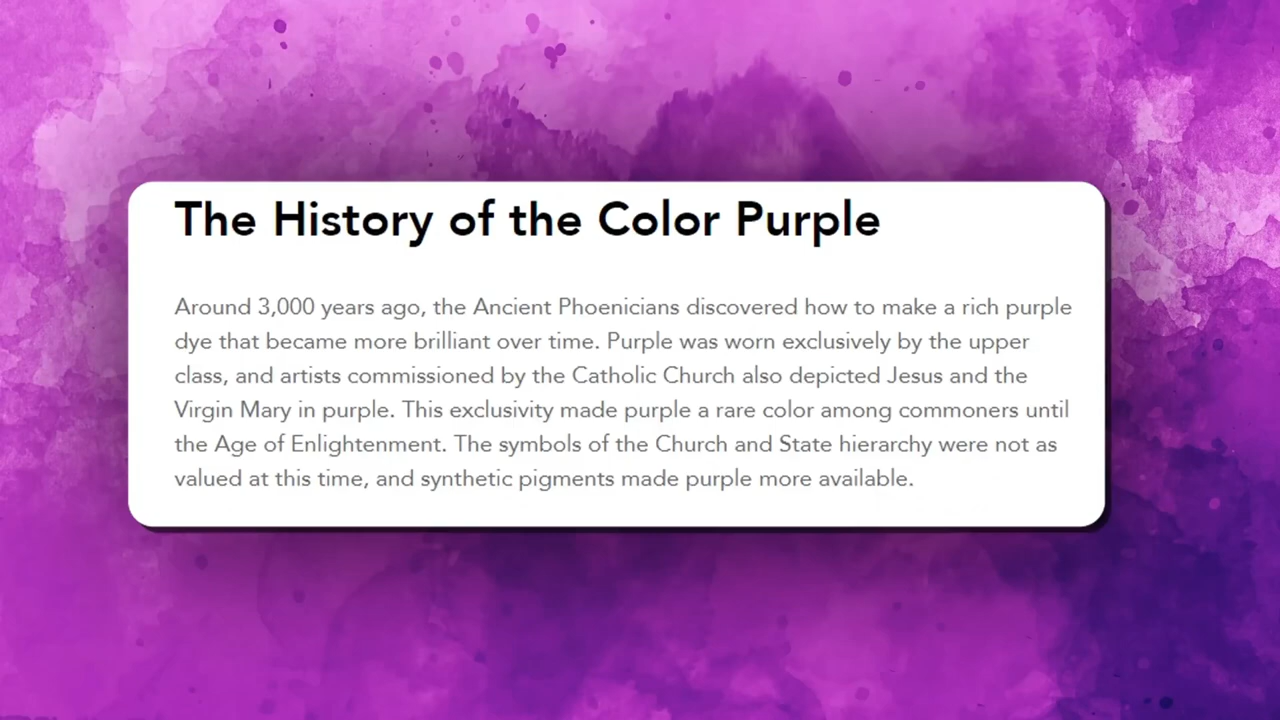 The History of the Color Purple
Around 3,000 years ago, the Ancient Phoenicians discovered how to make a rich purple
dye that became more brilliant over time. Purple was worn exclusively by the upper
class, and artists commissioned by the Catholic Church also depicted Jesus and the
Virgin Mary in purple. This exclusivity made purple a rare color among commoners until
the Age of Enlightenment. The symbols of the Church and State hierarchy were not as
valued at this time, and synthetic pigments made purple more available.